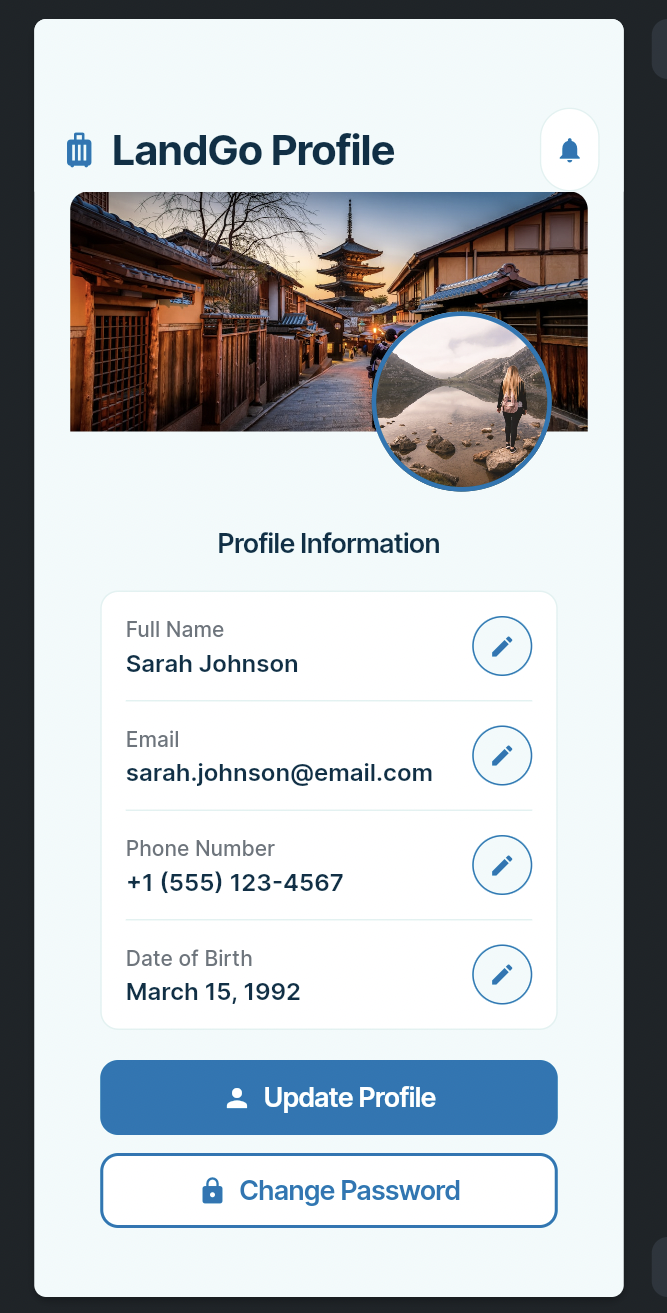 LandGo Profile
Profile Information
Full Name
Sarah Johnson
Email
sarah.johnson@email.com
Phone Number
+1 (555) 123-4567
Date of Birth
March 15, 1992
Update Profile
Change Password